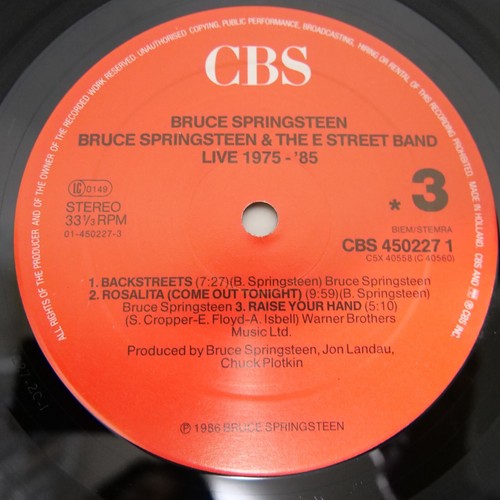 ALL RIGHTS OF THE PRODUCER AND OF THE OWNER OF THE RECORDED WORK RESERVED. UNAUTHORISED COPYING, PUBLIC PERFORMANCE, BROADCASTING, HIRING OR RENTAL OF THIS RECORDING PROHIBITED. MADE IN HOLLAND. CBS AND ARE ℗ CBS INC.
CBS
BRUCE SPRINGSTEEN
BRUCE SPRINGSTEEN & THE E STREET BAND
LIVE 1975-'85
LC 0149
STEREO
33⅓ RPM
01-450227-3
* 3
BIEM/STEMRA
CBS 450227 1
CSX 40558 (C 40560)
1. BACKSTREETS (7:27)(B. Springsteen) Bruce Springsteen
2. ROSALITA (COME OUT TONIGHT) (9:59)(B. Springsteen)
Bruce Springsteen 3. RAISE YOUR HAND (5:10)
(S. Cropper-E. Floyd-A. Isbell) Warner Brothers
Music Ltd.
Produced by Bruce Springsteen, Jon Landau,
Chuck Plotkin
℗ 1986 BRUCE SPRINGSTEEN